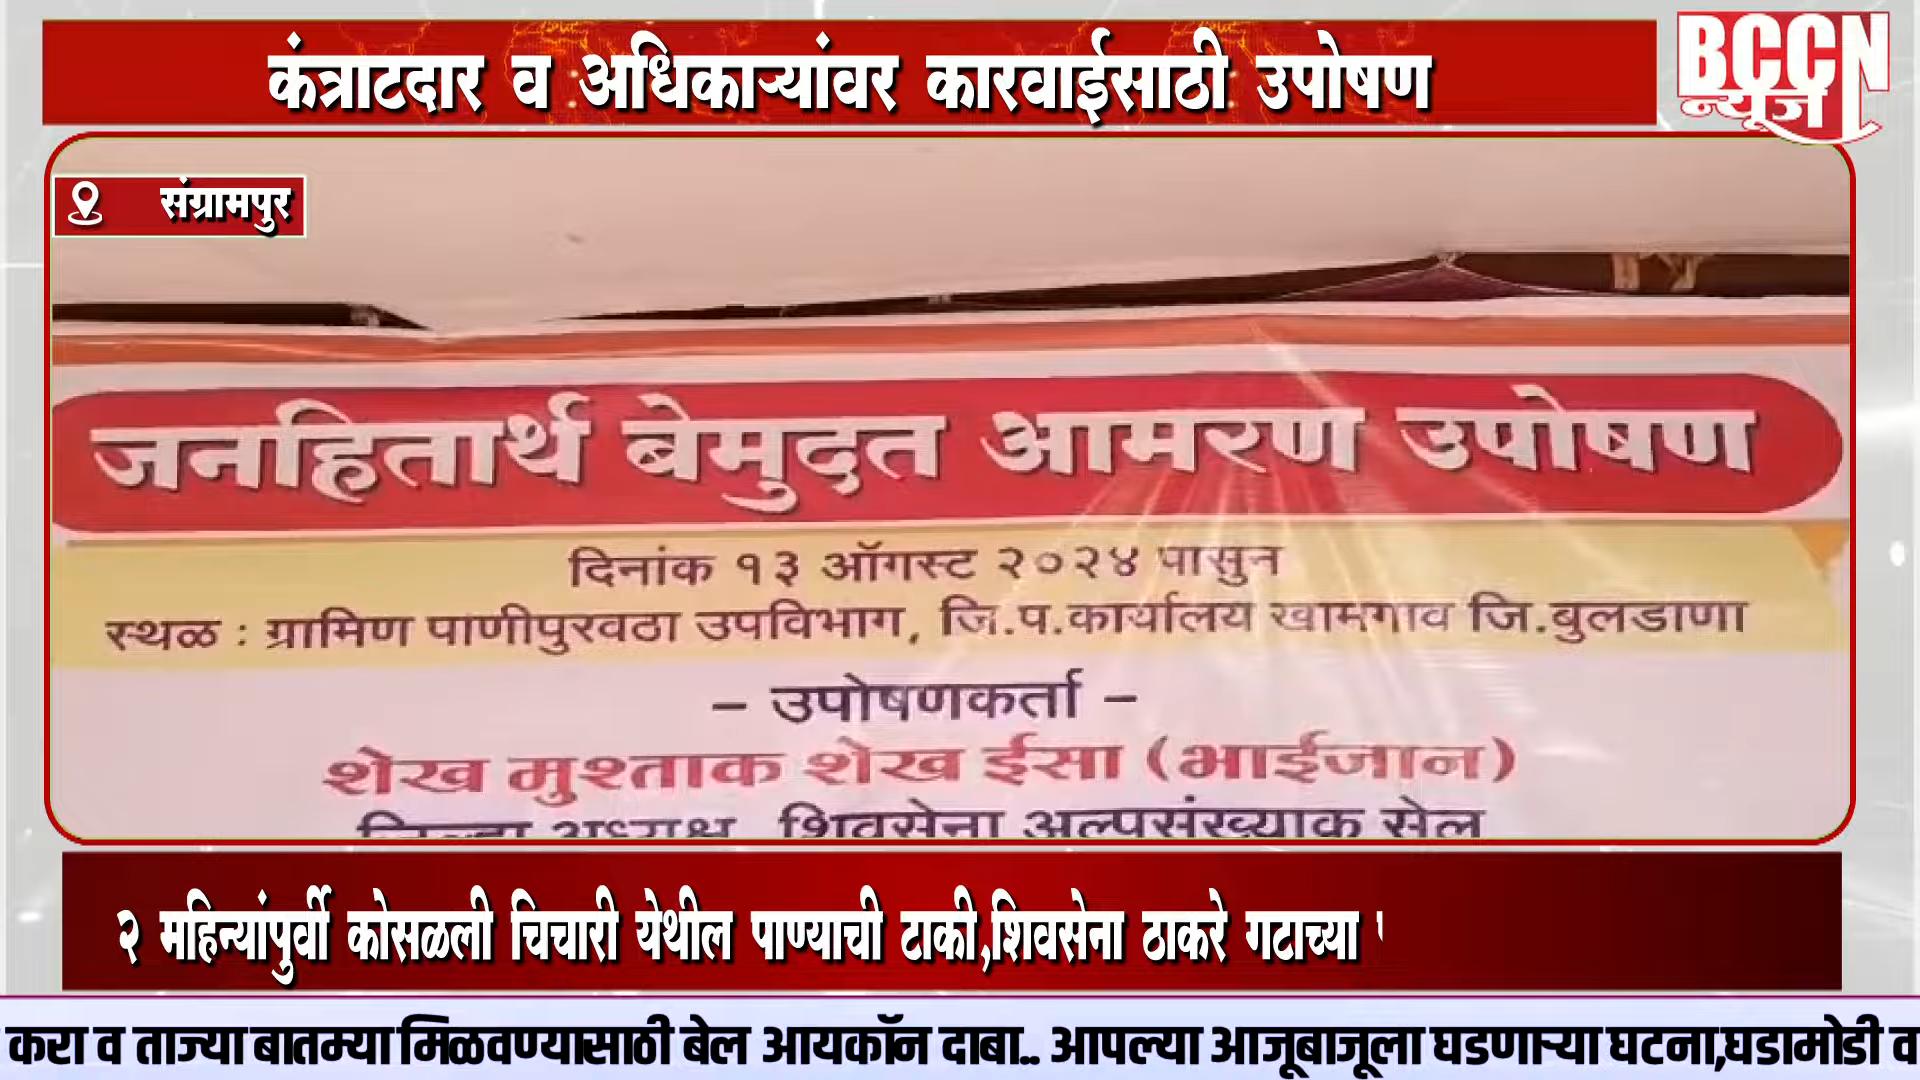 कंत्राटदार व अधिकाऱ्यांवर कारवाईसाठी उपोषण
BCCN
न्यूज
संग्रामपुर
जनहितार्थ बेमुदत आमरण उपोषण
दिनांक १३ ऑगस्ट २०२४ पासुन
स्थळ : ग्रामिण पाणीपुरवठा उपविभाग, जि.प.कार्यालय खामगाव जि.बुलडाणा
– उपोषणकर्ता –
शेख मुश्ताक शेख ईसा (भाईजान)
जिल्हा अध्यक्ष, शिवसेना अल्पसंख्याक सेल
२ महिन्यांपुर्वी कोसळली चिचारी येथील पाण्याची टाकी,शिवसेना ठाकरे गटाच्या
करा व ताज्या बातम्या मिळवण्यासाठी बेल आयकॉन दाबा.. आपल्या आजूबाजूला घडणाऱ्या घटना,घडामोडी व